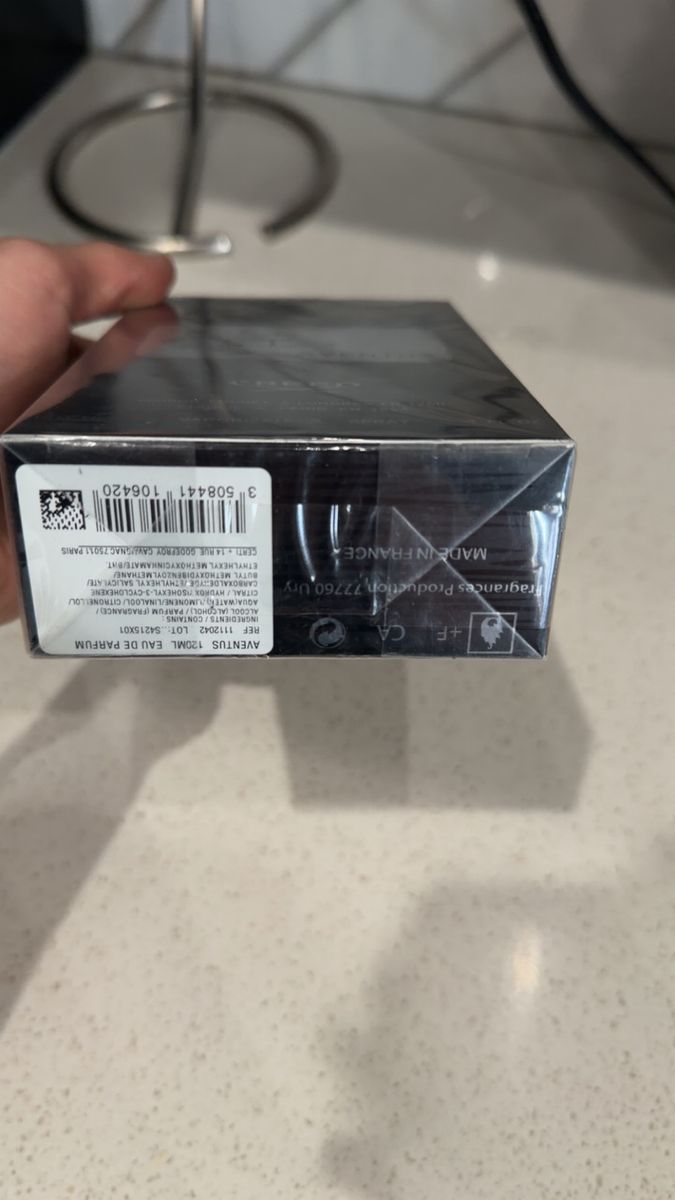 AVENTUS 120ML EAU DE PARFUM
REF 1112042 LOT:..S4215X01
INGREDIENTS / CONTAINS :
ALCOOL ALCOHOL(.) / PARFUM (FRAGRANCE)/
AQUA(WATER)(.)/LIMONENE/LINALOOL/ CITRONELLOL/
CITRAL / HYDROXYISOHEXYL-3-CYCLOHEXENE
CARBOXALDEHYDE / ETHYLHEXYL SALICYLATE/
BUTYL METHOXYDIBENZOYLMETHANE/
ETHYLHEXYL METHOXYCINNAMATE/BNT.
14 RUE GODEFROY CAVAIGNAC 75011 PARIS
3 508441 106420
+F CA
Fragrances Production 77760 Ury
MADE IN FRANCE
CREED